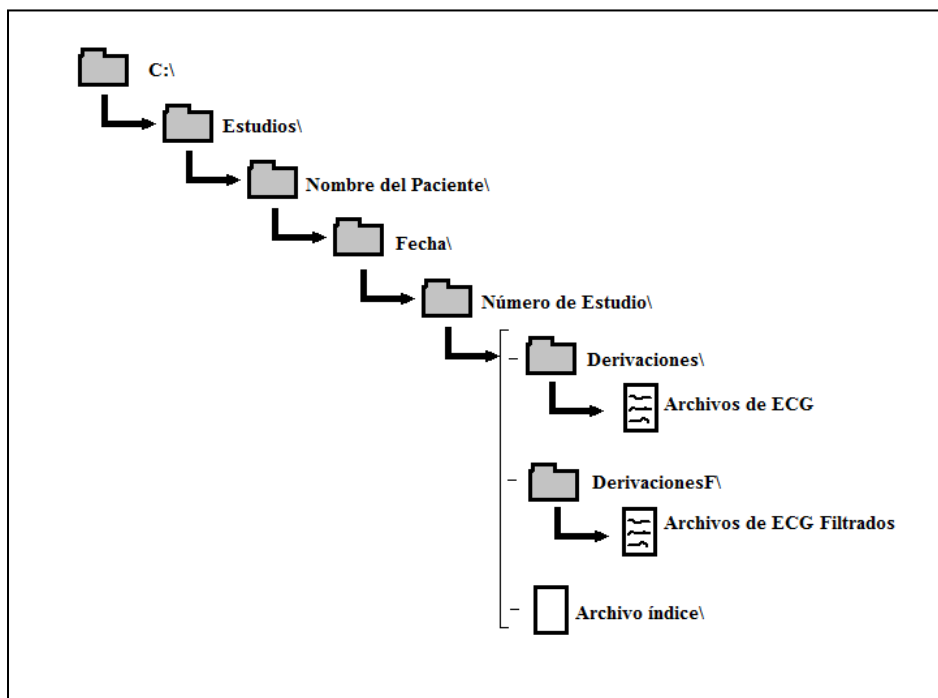 C:\
Estudios\
Nombre del Paciente\
Fecha\
Número de Estudio\
Derivaciones\
Archivos de ECG
DerivacionesF\
Archivos de ECG Filtrados
Archivo índice\